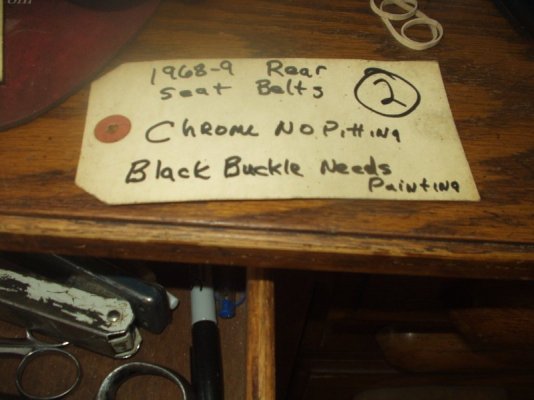 1968-9 Rear
Seat Belts
2
Chrome No Pitting
Black Buckle Needs
Painting